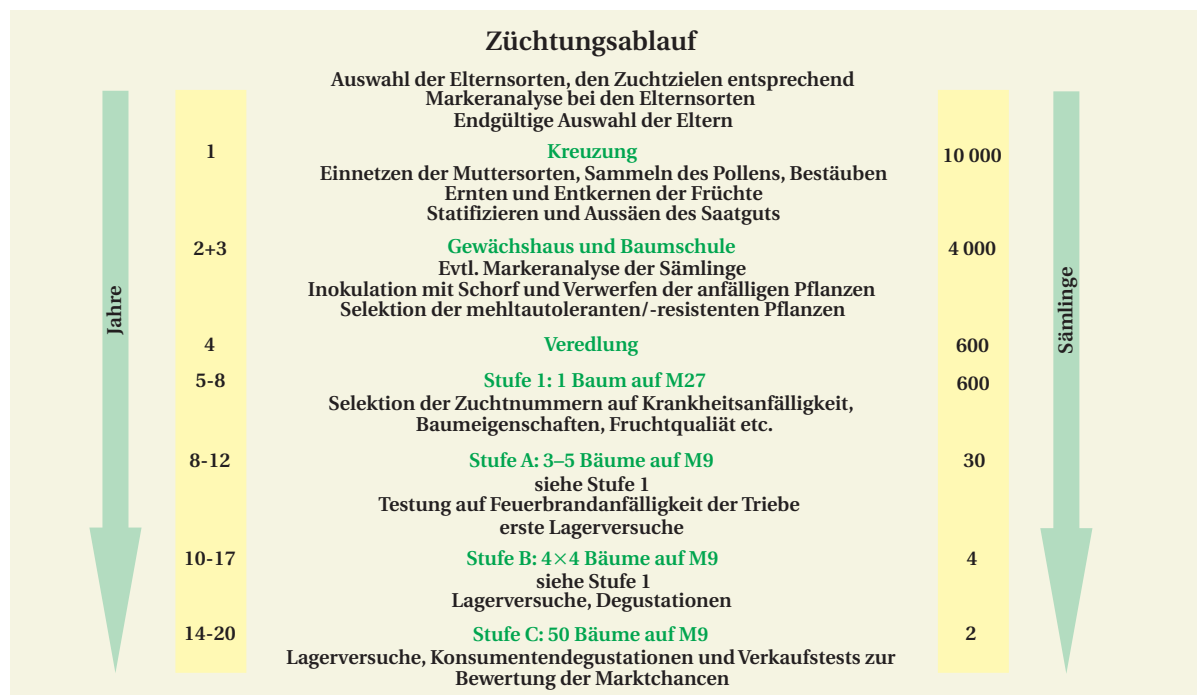 Züchtungsablauf
Auswahl der Elternsorten, den Zuchtzielen entsprechend
Markeranalyse bei den Elternsorten
Endgültige Auswahl der Eltern
1 Kreuzung 10 000
Einnetzen der Muttersorten, Sammeln des Pollens, Bestäuben
Ernten und Entkernen der Früchte
Statifizieren und Aussäen des Saatguts
2+3 Gewächshaus und Baumschule 4 000
Evtl. Markeranalyse der Sämlinge
Inokulation mit Schorf und Verwerfen der anfälligen Pflanzen
Selektion der mehltautoleranten/-resistenten Pflanzen
Jahre
Sämlinge
4 Veredlung 600
5-8 Stufe 1: 1 Baum auf M27 600
Selektion der Zuchtnummern auf Krankheitsanfälligkeit,
Baumeigenschaften, Fruchtqualiät etc.
8-12 Stufe A: 3–5 Bäume auf M9 30
siehe Stufe 1
Testung auf Feuerbrandanfälligkeit der Triebe
erste Lagerversuche
10-17 Stufe B: 4×4 Bäume auf M9 4
siehe Stufe 1
Lagerversuche, Degustationen
14-20 Stufe C: 50 Bäume auf M9 2
Lagerversuche, Konsumentendegustationen und Verkaufstests zur
Bewertung der Marktchancen